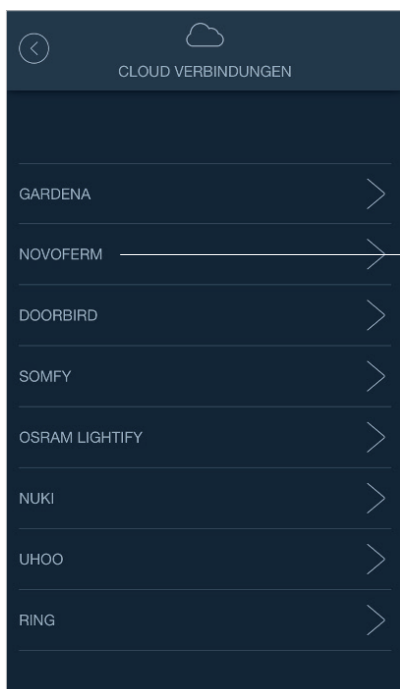 CLOUD VERBINDUNGEN
GARDENA
NOVOFERM
DOORBIRD
SOMFY
OSRAM LIGHTIFY
NUKI
UHOO
RING